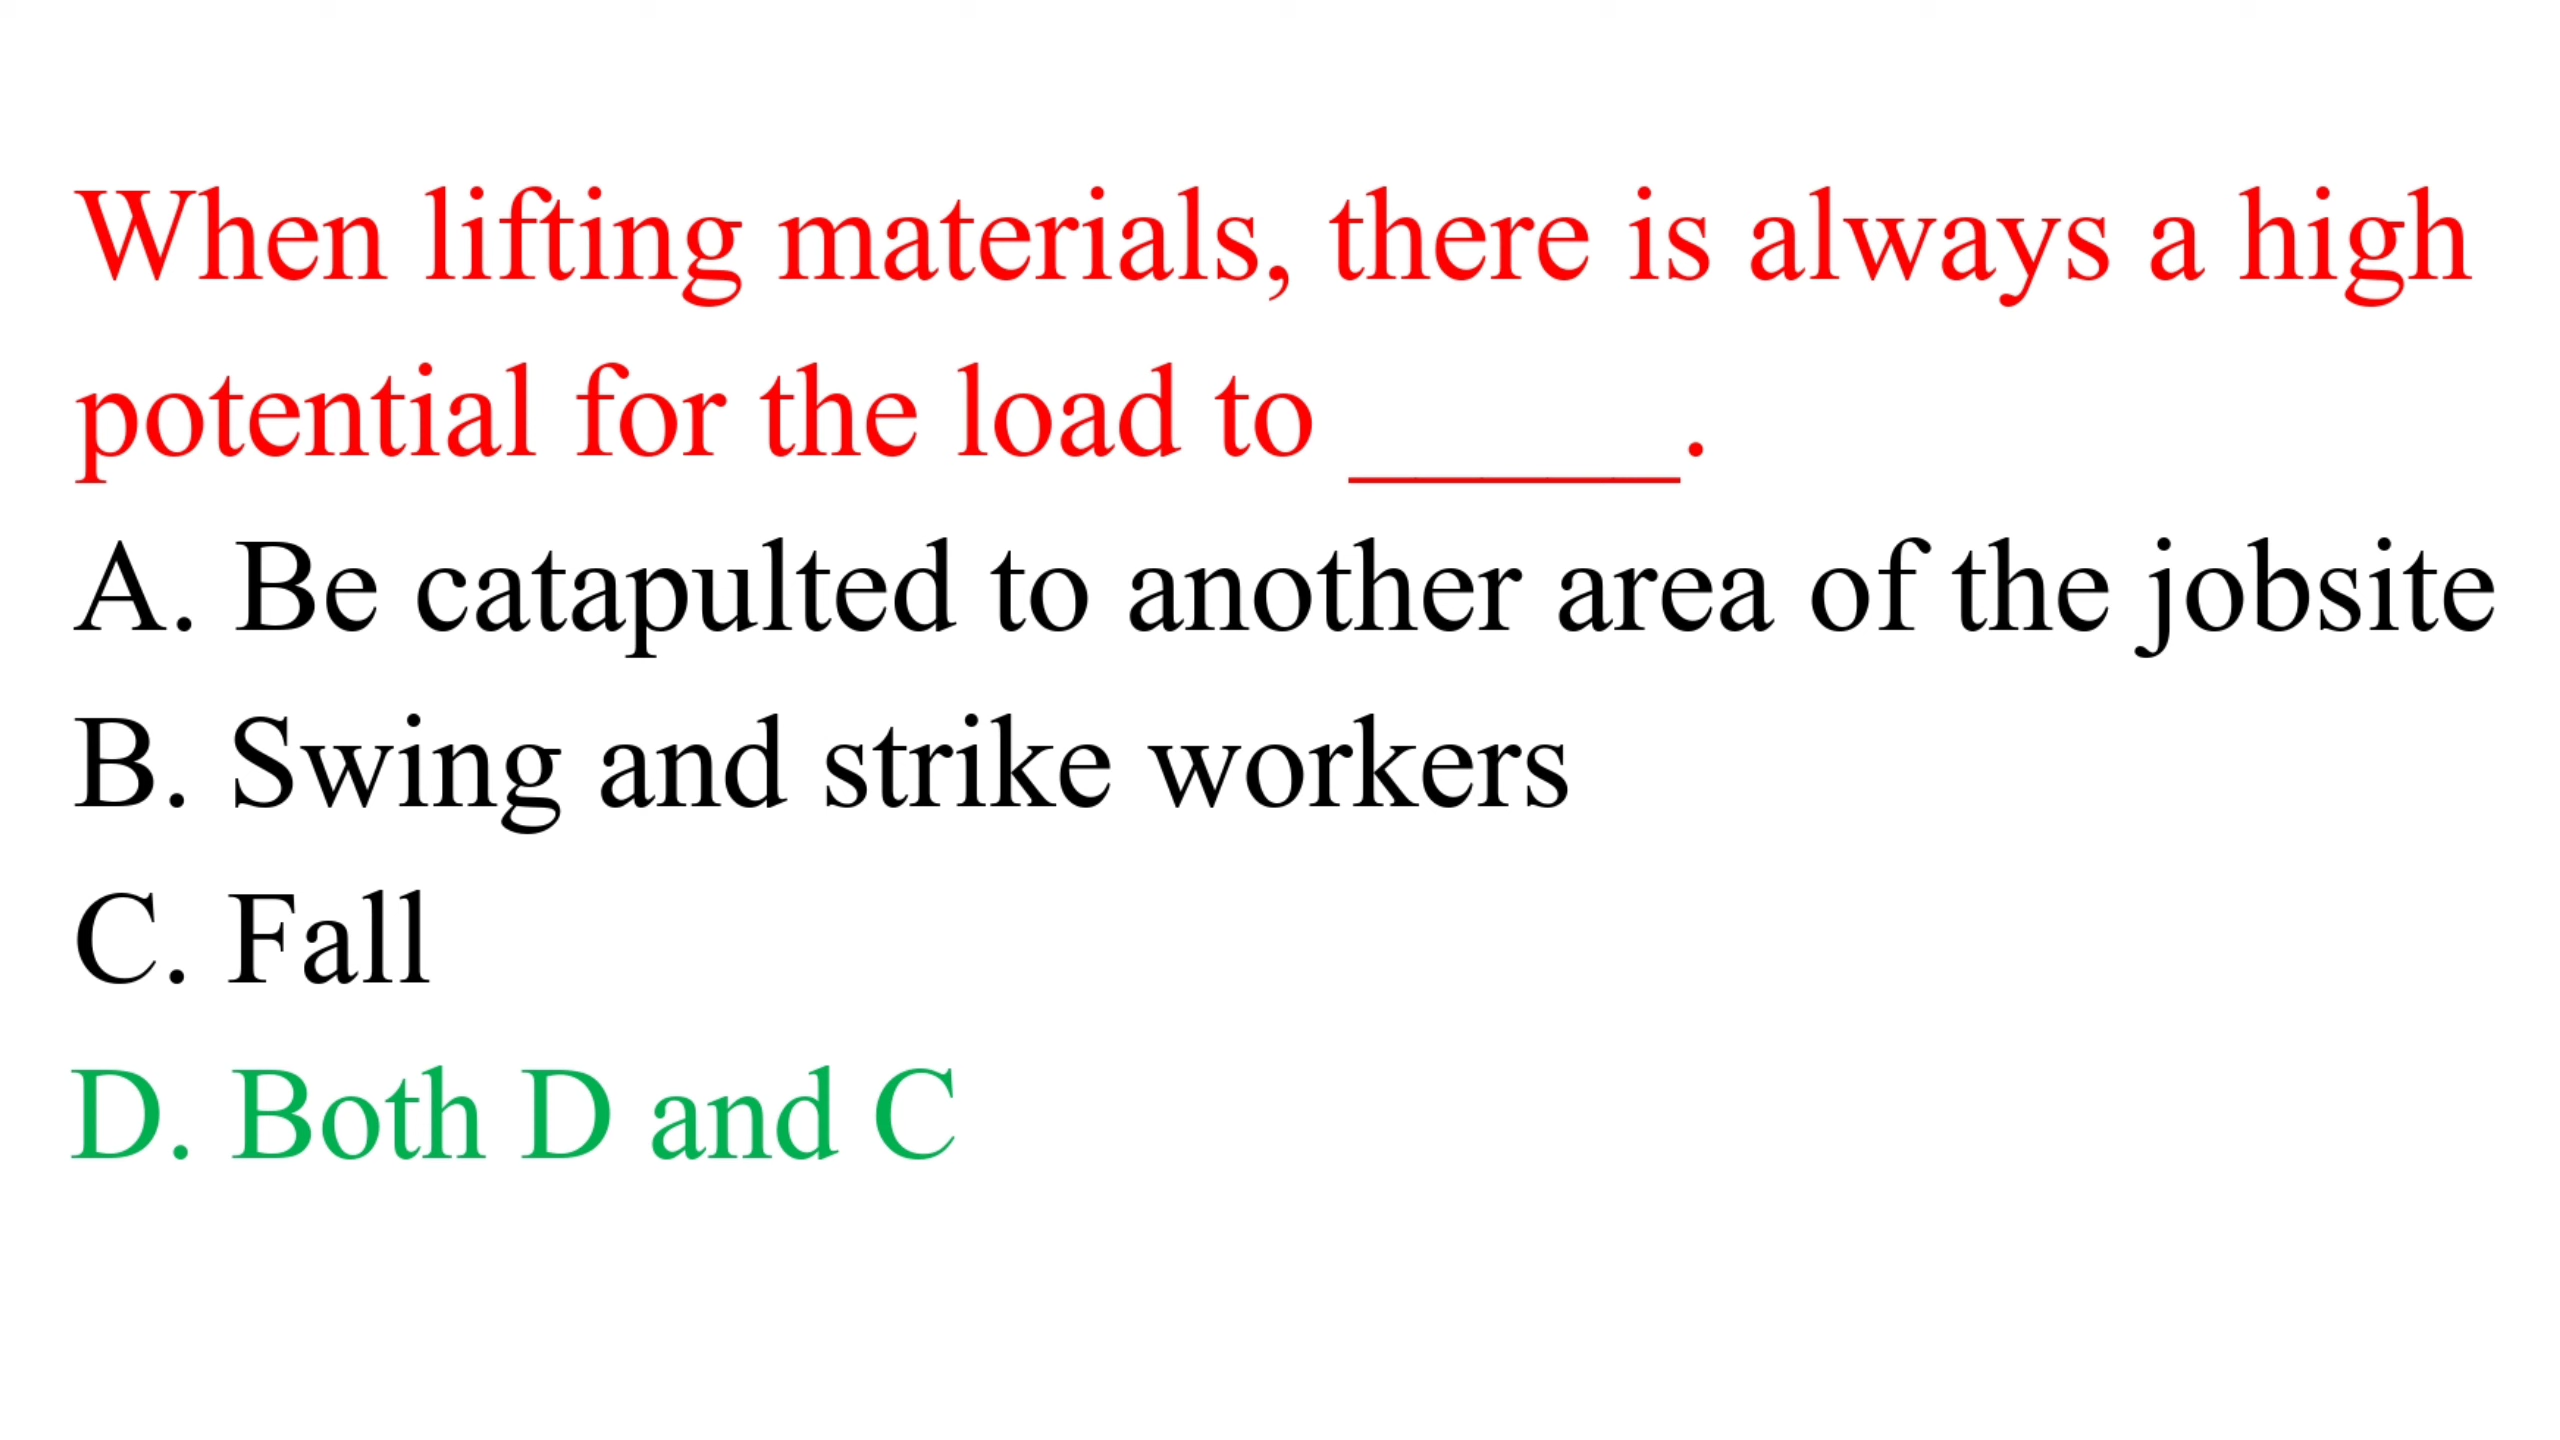 When lifting materials, there is always a high
potential for the load to _____.
A. Be catapulted to another area of the jobsite
B. Swing and strike workers
C. Fall
D. Both D and C